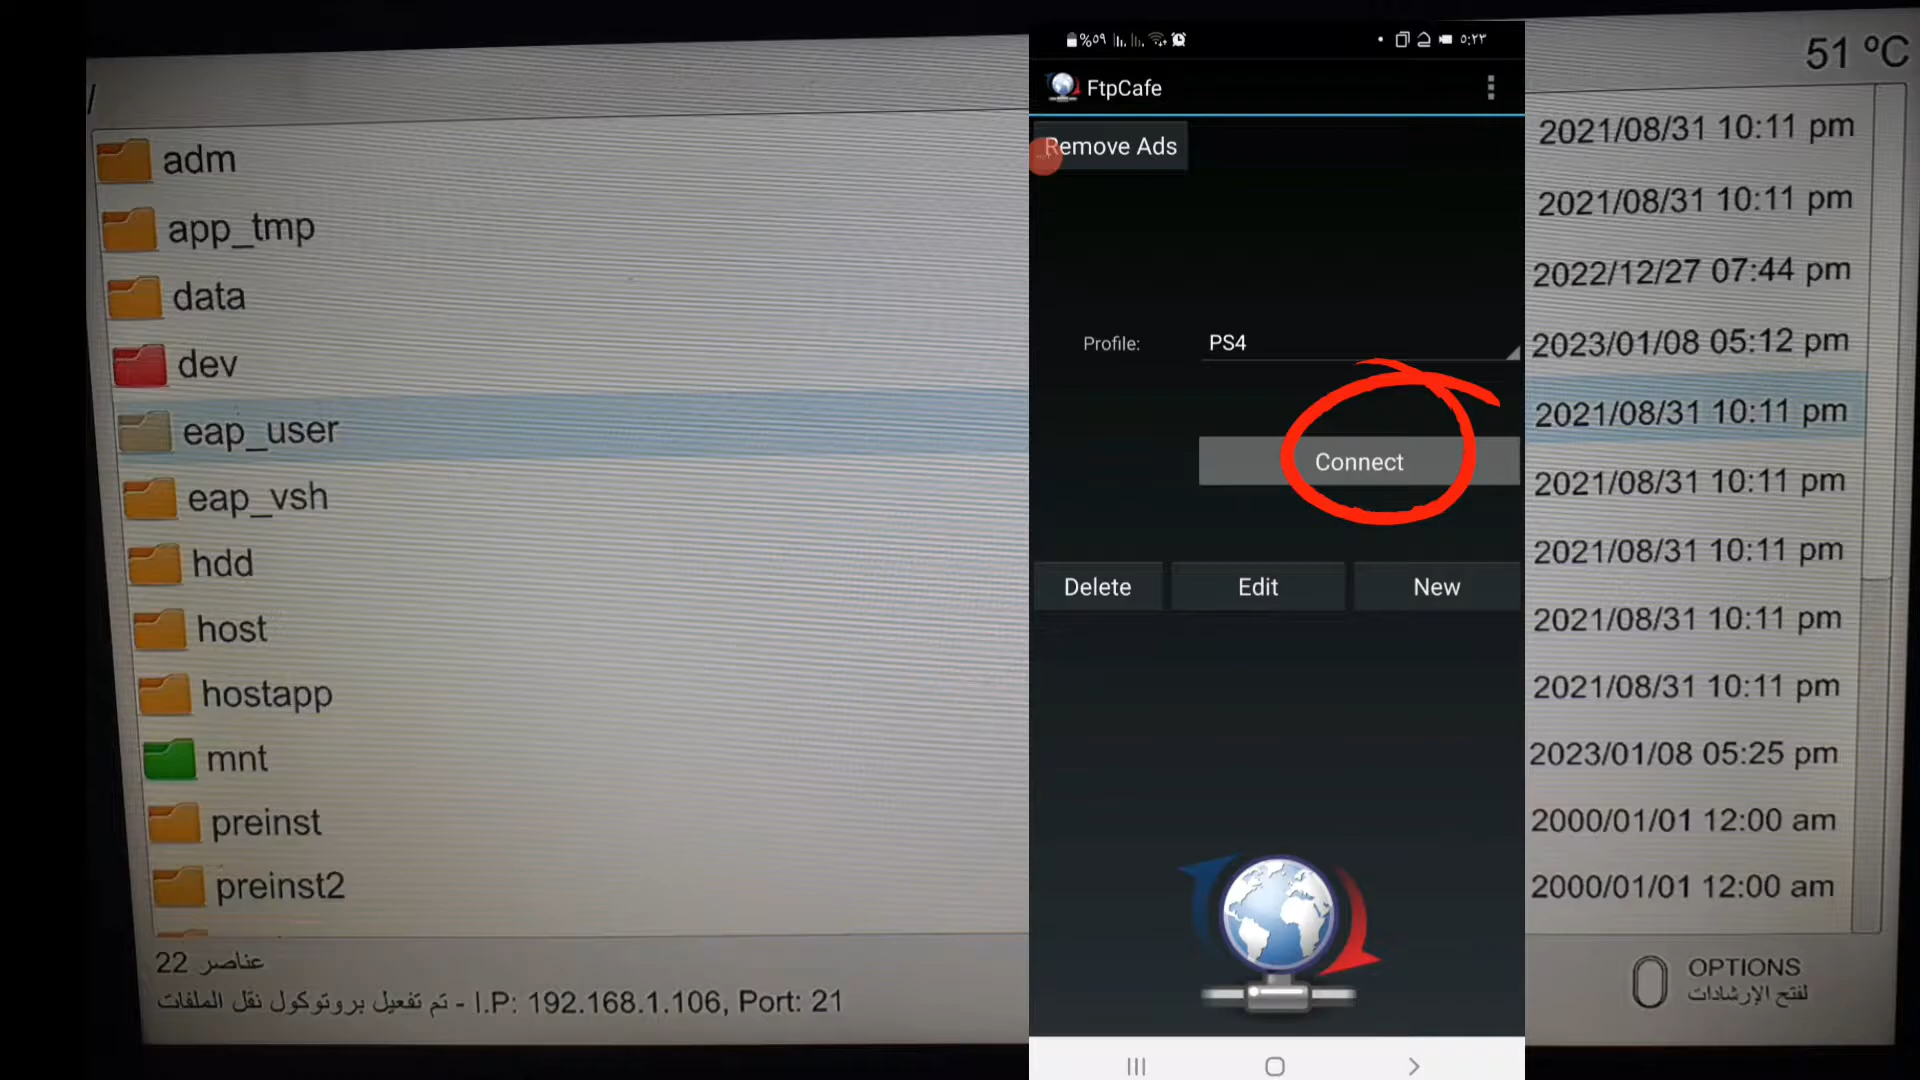 /
adm
app_tmp
data
dev
eap_user
eap_vsh
hdd
host
hostapp
mnt
preinst
preinst2
22 عناصر
تم تفعيل بروتوكول نقل الملفات - I.P: 192.168.1.106, Port: 21
%٥٩
٥:٢٣
FtpCafe
Remove Ads
Profile:
PS4
Connect
Delete
Edit
New
51 ºC
2021/08/31 10:11 pm
2021/08/31 10:11 pm
2022/12/27 07:44 pm
2023/01/08 05:12 pm
2021/08/31 10:11 pm
2021/08/31 10:11 pm
2021/08/31 10:11 pm
2021/08/31 10:11 pm
2021/08/31 10:11 pm
2023/01/08 05:25 pm
2000/01/01 12:00 am
2000/01/01 12:00 am
OPTIONS
لفتح الإرشادات